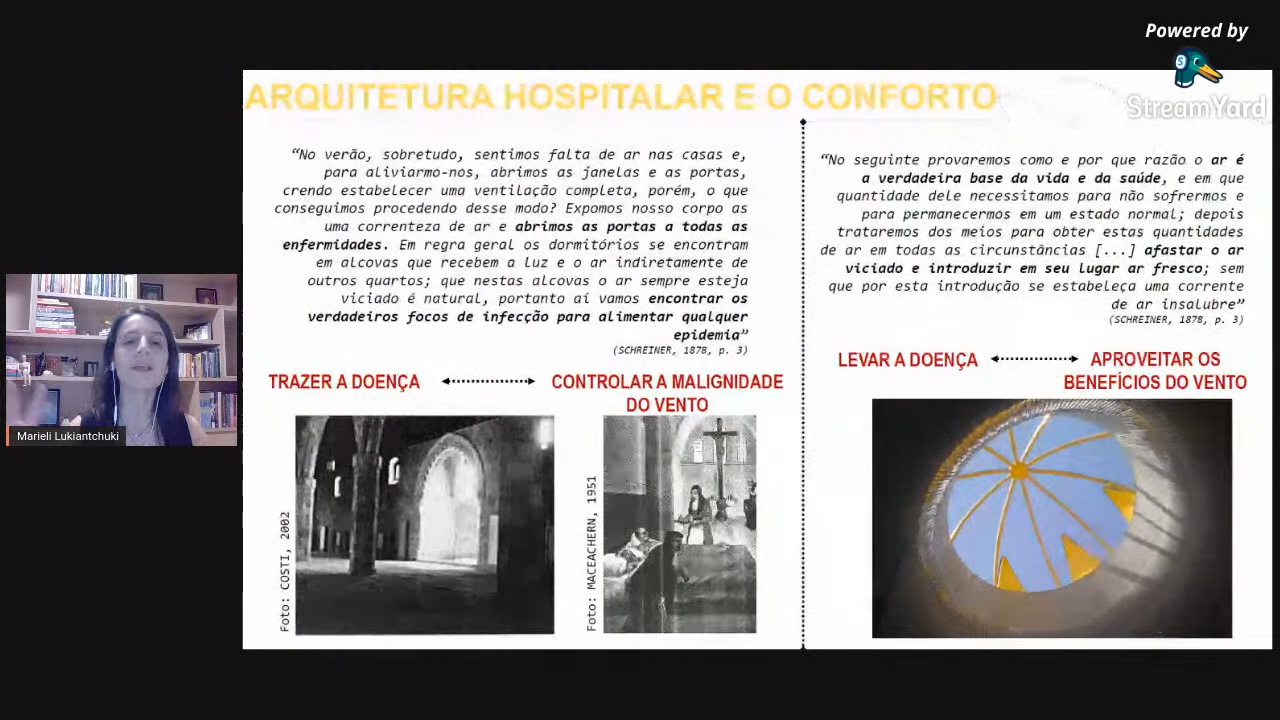 Powered by
StreamYard
ARQUITETURA HOSPITALAR E O CONFORTO
“No verão, sobretudo, sentimos falta de ar nas casas e,
para aliviarmo-nos, abrimos as janelas e as portas,
crendo estabelecer uma ventilação completa, porém, o que
conseguimos procedendo desse modo? Expomos nosso corpo as
uma correnteza de ar e abrimos as portas a todas as
enfermidades. Em regra geral os dormitórios se encontram
em alcovas que recebem a luz e o ar indiretamente de
outros quartos; que nestas alcovas o ar sempre esteja
viciado é natural, portanto aí vamos encontrar os
verdadeiros focos de infecção para alimentar qualquer
epidemia”
(SCHREINER, 1878, p. 3)
TRAZER A DOENÇA
CONTROLAR A MALIGNIDADE
DO VENTO
Foto: COSTI, 2002
Foto: MACEACHERN, 1951
“No seguinte provaremos como e por que razão o ar é
a verdadeira base da vida e da saúde, e em que
quantidade dele necessitamos para não sofrermos e
para permanecermos em um estado normal; depois
trataremos dos meios para obter estas quantidades
de ar em todas as circunstâncias [...] afastar o ar
viciado e introduzir em seu lugar ar fresco; sem
que por esta introdução se estabeleça uma corrente
de ar insalubre”
(SCHREINER, 1878, p. 3)
LEVAR A DOENÇA
APROVEITAR OS
BENEFÍCIOS DO VENTO
Marieli Lukiantchuki